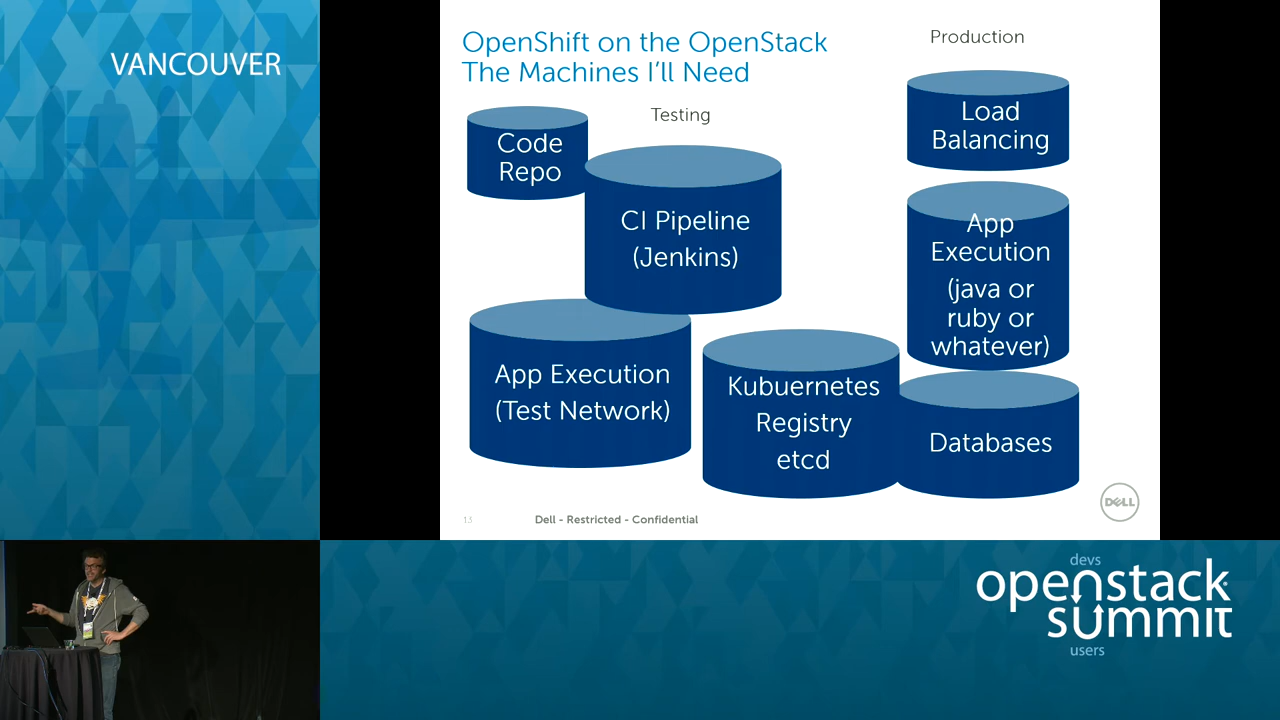 VANCOUVER
OpenShift on the OpenStack
The Machines I'll Need
Testing
Production
Code
Repo
CI Pipeline
(Jenkins)
App Execution
(Test Network)
Kubuernetes
Registry
etcd
Load
Balancing
App
Execution
(java or
ruby or
whatever)
Databases
13
Dell - Restricted - Confidential
DELL
devs
openstack
summit
users